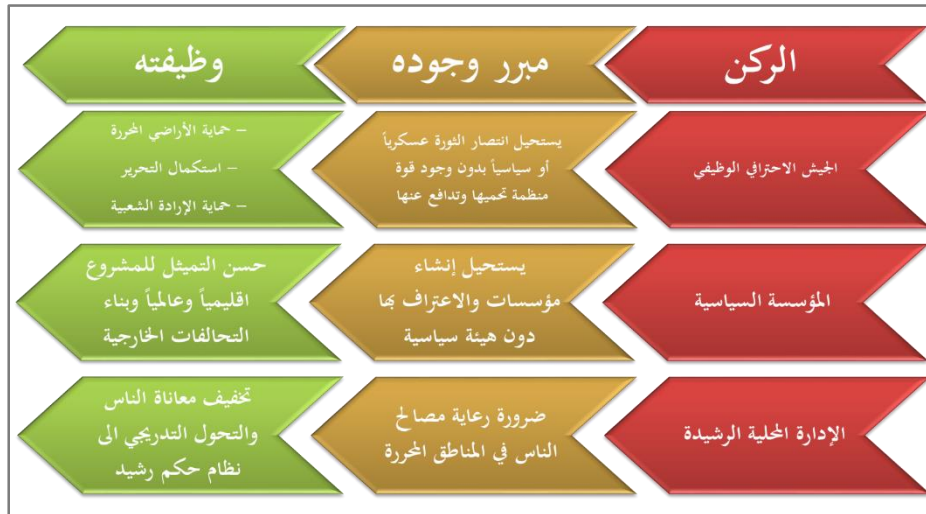 الركن
مبرر وجوده
وظيفته
الجيش الاحترافي الوظيفي
يستحيل انتصار الثورة عسكرياً
أو سياسياً بدون وجود قوة
منظمة تحميها وتدافع عنها
– حماية الأراضي المحررة
– استكمال التحرير
– حماية الإرادة الشعبية
المؤسسة السياسية
يستحيل إنشاء
مؤسسات والاعتراف بها
دون هيئة سياسية
حسن التميثل للمشروع
اقليمياً وعالمياً وبناء
التحالفات الخارجية
الإدارة المحلية الرشيدة
ضرورة رعاية مصالح
الناس في المناطق المحررة
تخفيف معاناة الناس
والتحول التدريجي الى
نظام حكم رشيد